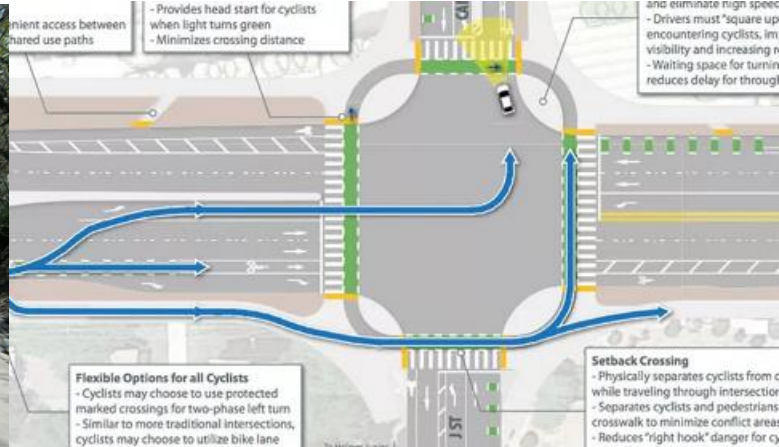 enient access between
hared use paths
- Provides head start for cyclists
when light turns green
- Minimizes crossing distance
and eliminate high speed
- Drivers must "square up
encountering cyclists, im
visibility and increasing r
- Waiting space for turnin
reduces delay for through
Flexible Options for all Cyclists
- Cyclists may choose to use protected
marked crossings for two-phase left turn
- Similar to more traditional intersections,
cyclists may choose to utilize bike lane
J ST
Setback Crossing
- Physically separates cyclists from c
while traveling through intersection
- Separates cyclists and pedestrians
crosswalk to minimize conflict area
- Reduces "right hook" danger for a